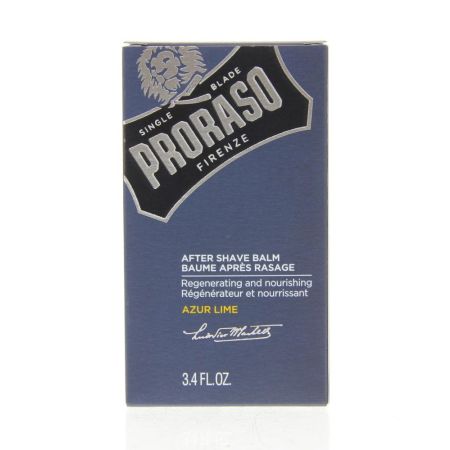 SINGLE BLADE
PRORASO
FIRENZE
AFTER SHAVE BALM
BAUME APRÈS RASAGE
Regenerating and nourishing
Régénérateur et nourrissant
AZUR LIME
3.4 FL.OZ.